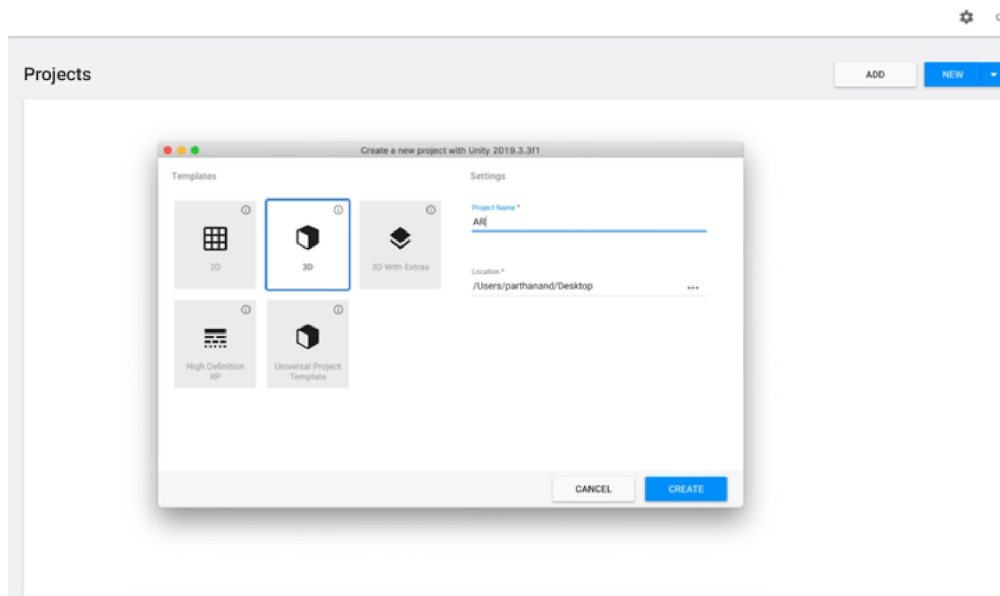 Projects
ADD
NEW
Create a new project with Unity 2019.3.3f1
Templates
Settings
2D
3D
3D With Extras
High Definition
RP
Universal Project
Template
Project Name *
AR
Location *
/Users/parthanand/Desktop
...
CANCEL
CREATE